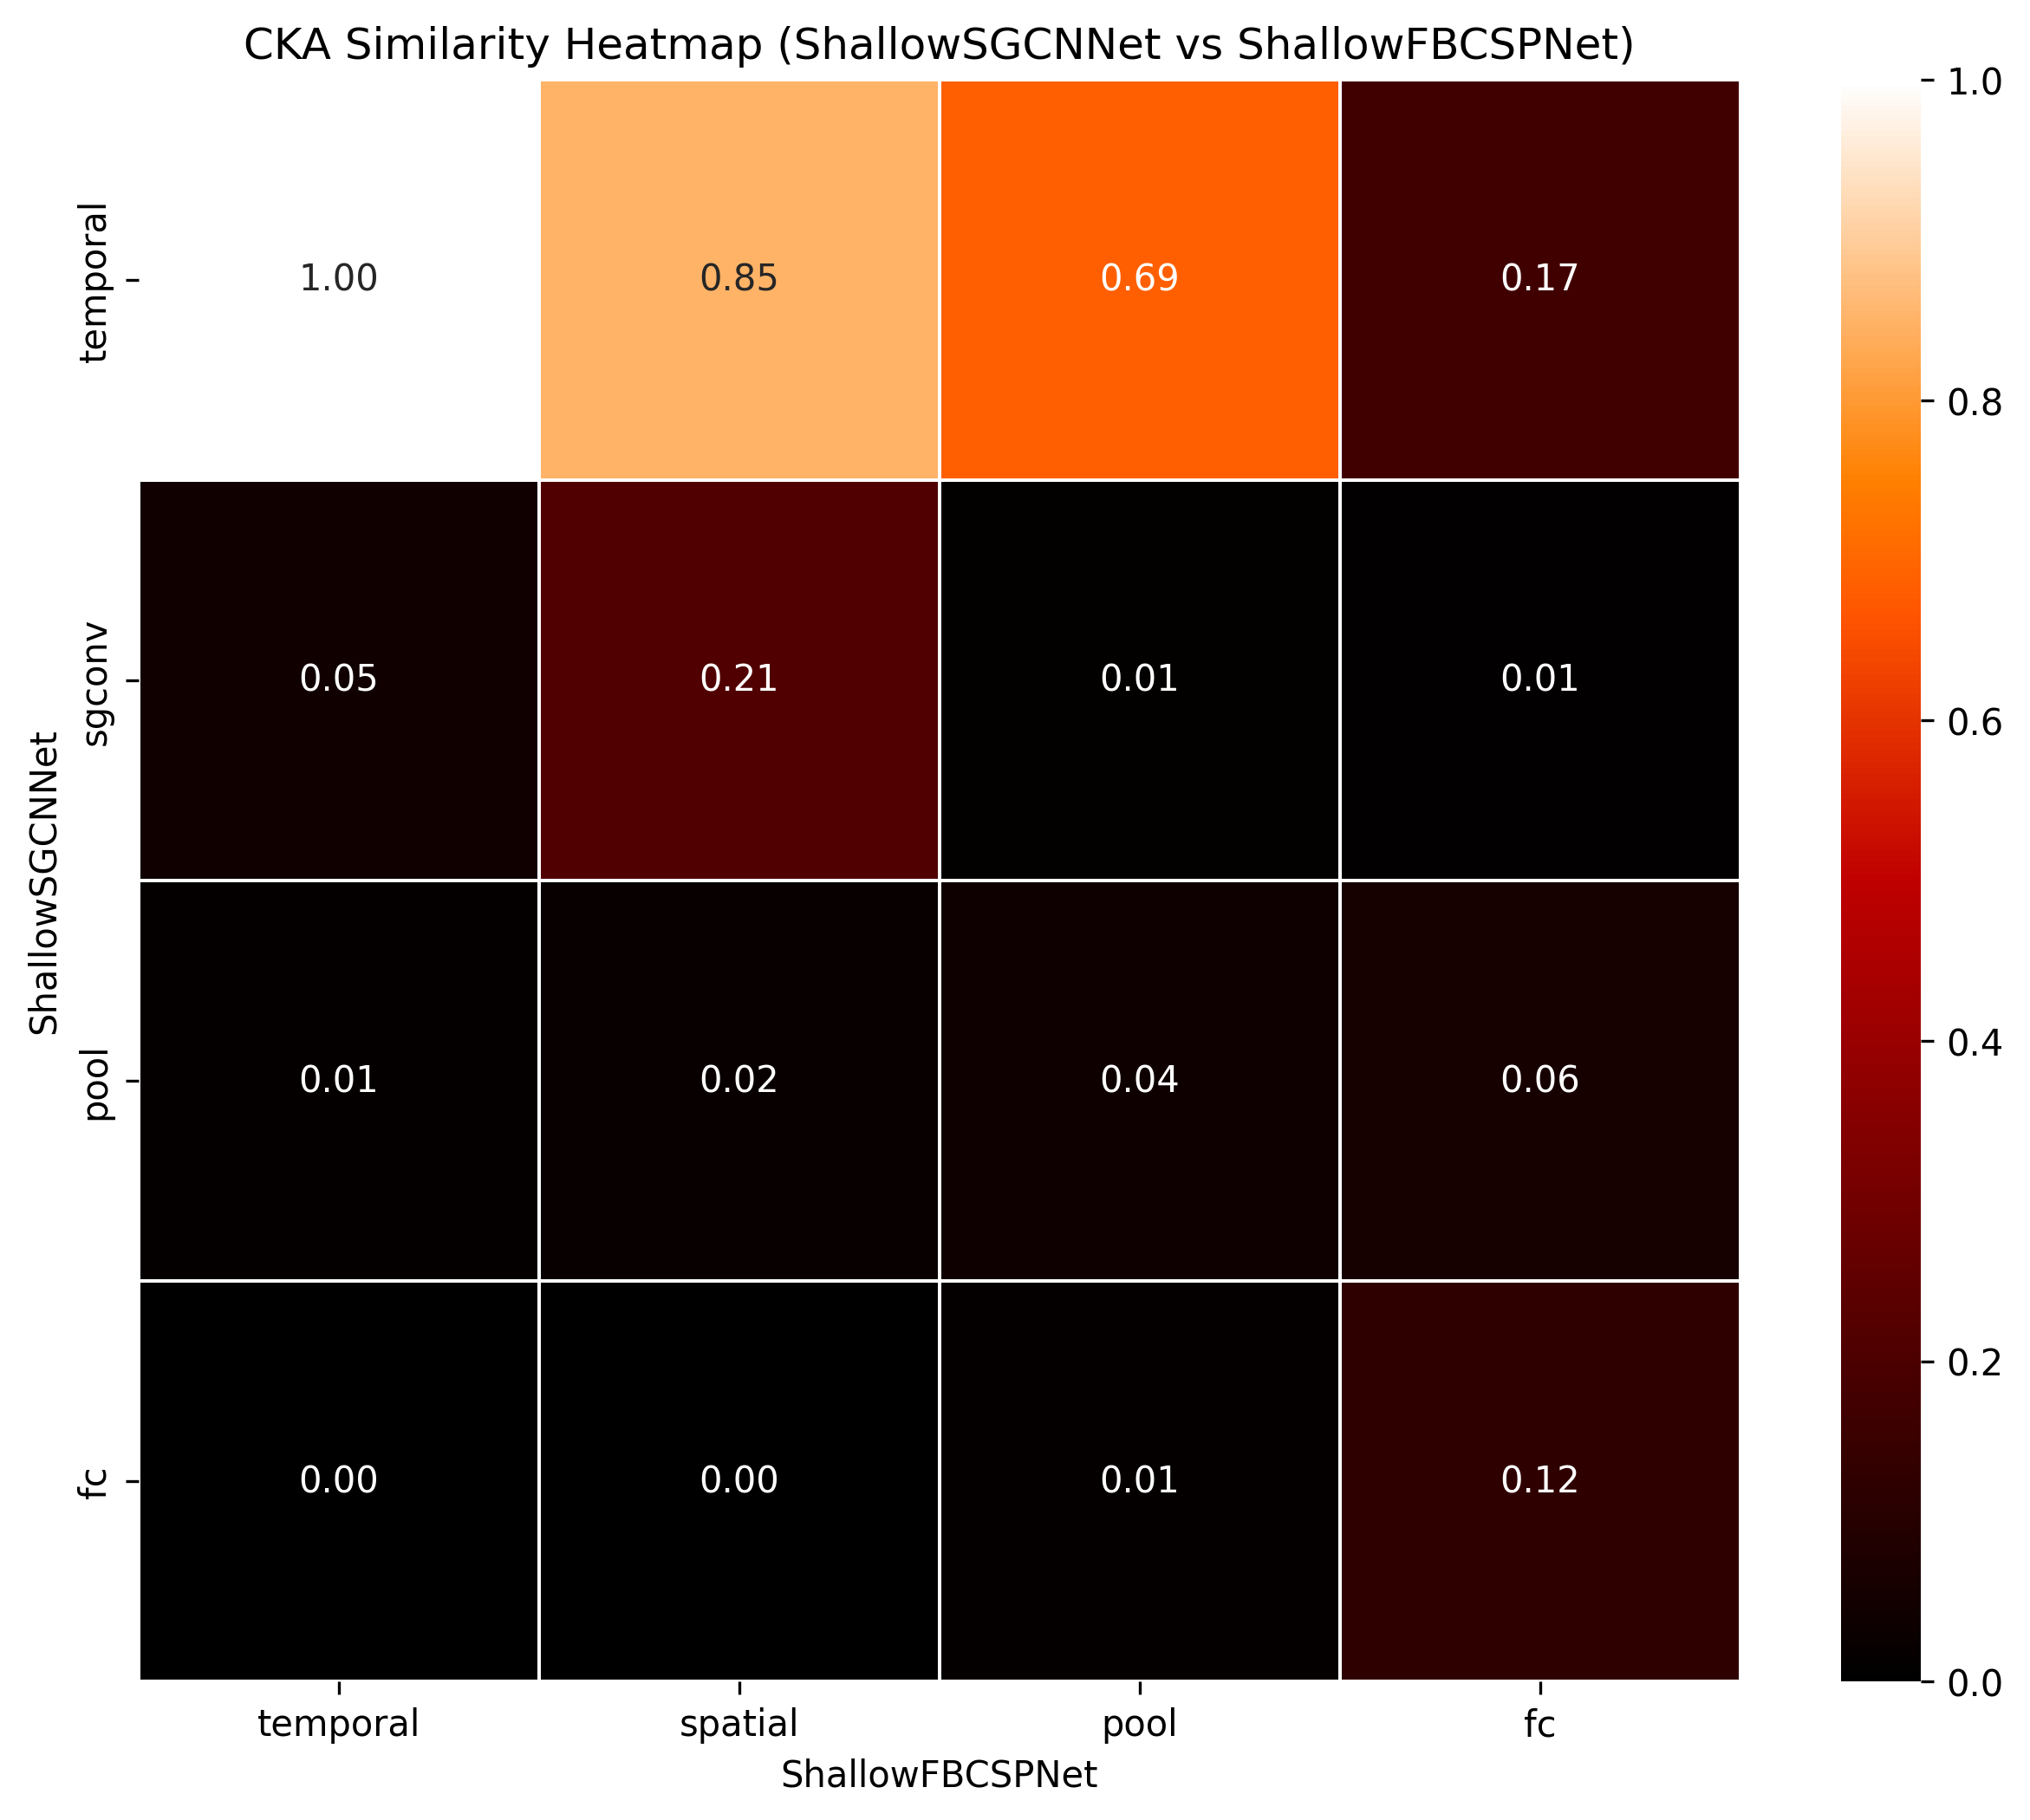 CKA Similarity Heatmap (ShallowSGCNNet vs ShallowFBCSPNet)
ShallowSGCNNet
temporal
1.00 0.85 0.69 0.17
sgconv
0.05 0.21 0.01 0.01
pool
0.01 0.02 0.04 0.06
fc
0.00 0.00 0.01 0.12
temporal spatial pool fc
ShallowFBCSPNet
1.0
0.8
0.6
0.4
0.2
0.0